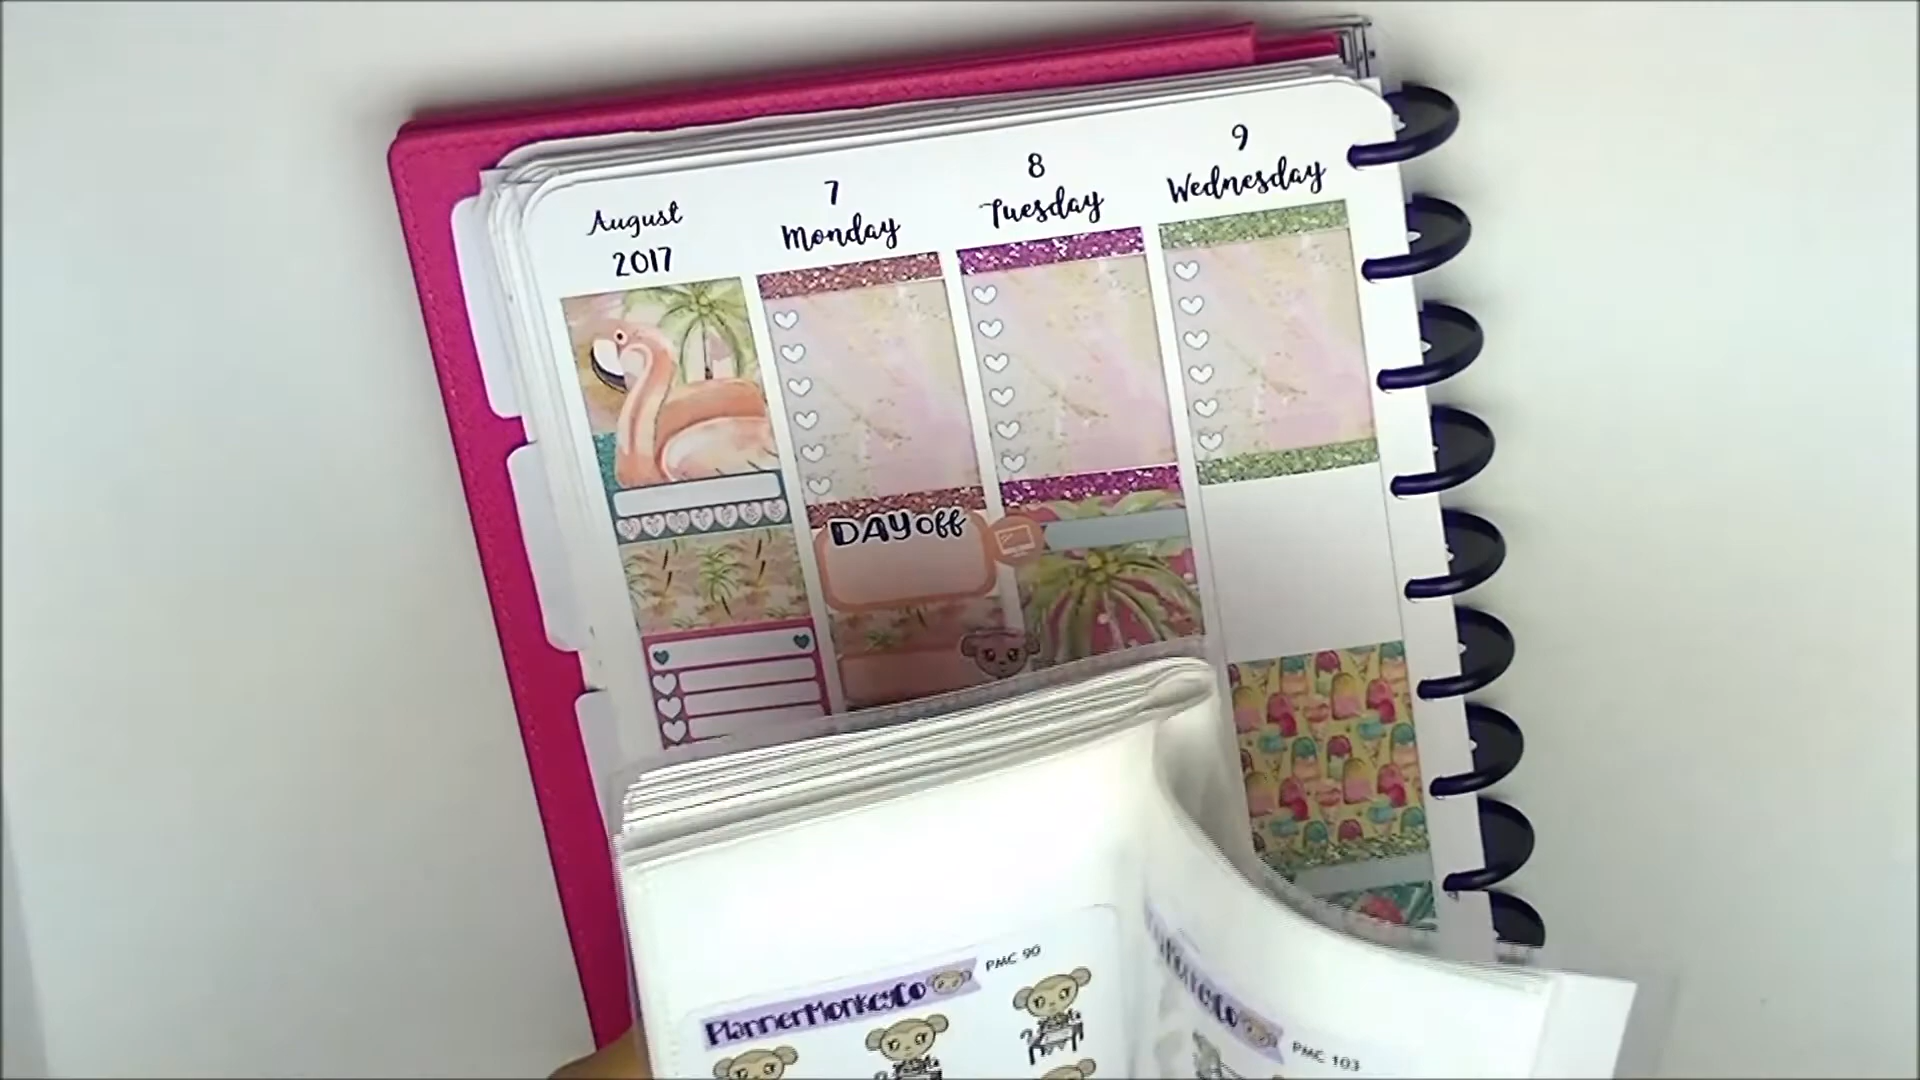 August
2017
7
Monday
8
Tuesday
9
Wednesday
DAY off
PlannerMonkeyCo
PMC 90
PMC 103